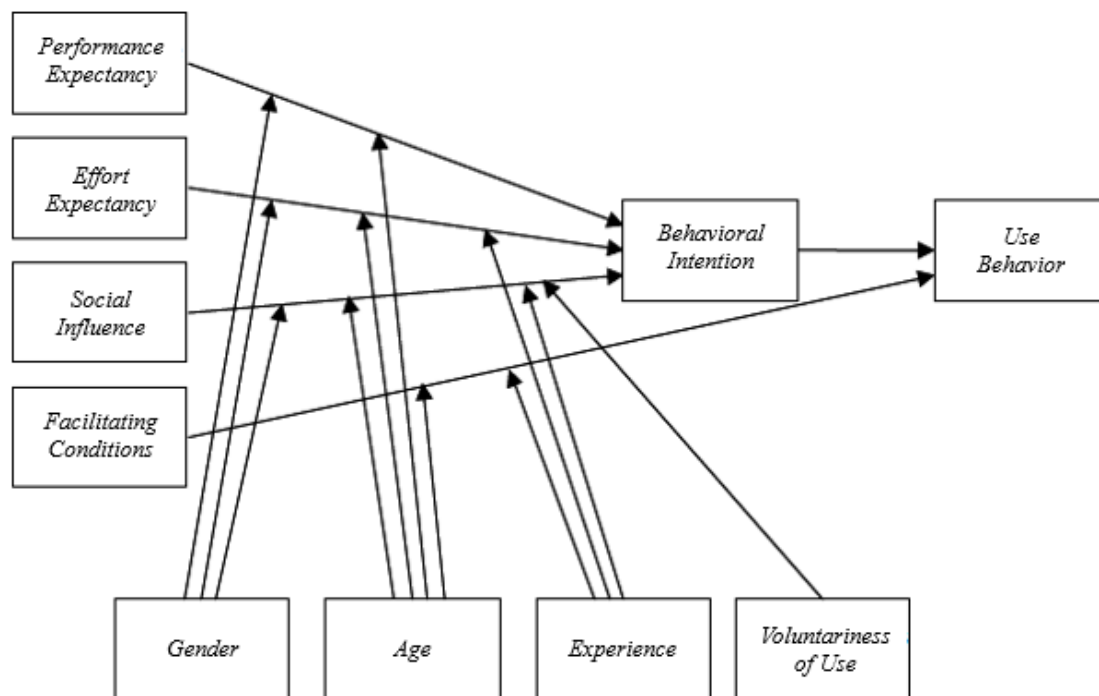 Performance
Expectancy
Effort
Expectancy
Social
Influence
Facilitating
Conditions
Behavioral
Intention
Use
Behavior
Gender
Age
Experience
Voluntariness
of Use